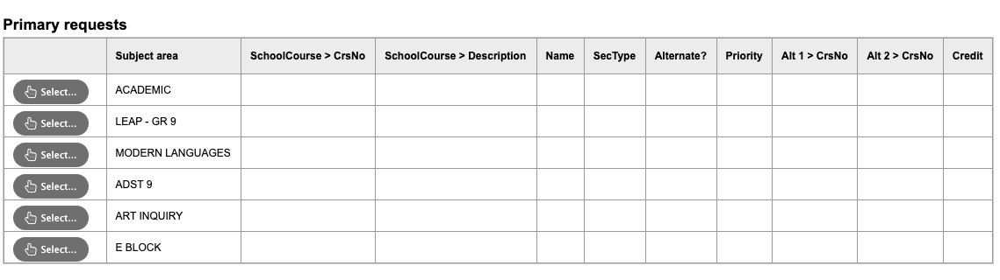 Primary requests
Subject area SchoolCourse > CrsNo SchoolCourse > Description Name SecType Alternate? Priority Alt 1 > CrsNo Alt 2 > CrsNo Credit
Select... ACADEMIC
Select... LEAP - GR 9
Select... MODERN LANGUAGES
Select... ADST 9
Select... ART INQUIRY
Select... E BLOCK